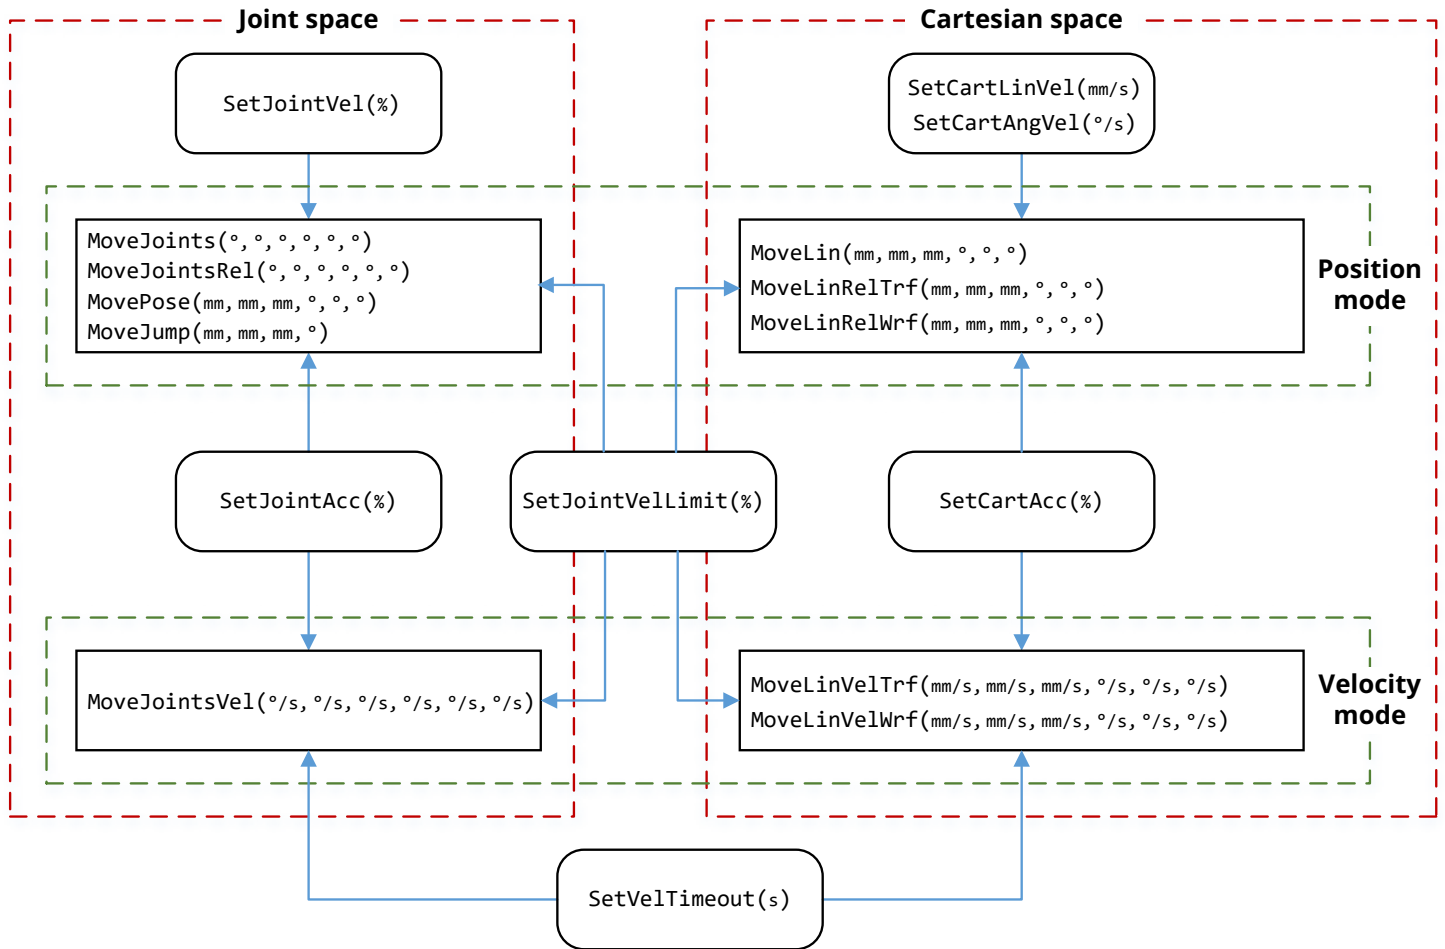 Joint space
Cartesian space
SetJointVel(%)
SetCartLinVel(mm/s)
SetCartAngVel(°/s)
MoveJoints(°,°,°,°,°,°)
MoveJointsRel(°,°,°,°,°,°)
MovePose(mm,mm,mm,°,°,°)
MoveJump(mm,mm,mm,°)
MoveLin(mm,mm,mm,°,°,°)
MoveLinRelTrf(mm,mm,mm,°,°,°)
MoveLinRelWrf(mm,mm,mm,°,°,°)
Position
mode
SetJointAcc(%)
SetJointVelLimit(%)
SetCartAcc(%)
MoveJointsVel(°/s,°/s,°/s,°/s,°/s,°/s)
MoveLinVelTrf(mm/s,mm/s,mm/s,°/s,°/s,°/s)
MoveLinVelWrf(mm/s,mm/s,mm/s,°/s,°/s,°/s)
Velocity
mode
SetVelTimeout(s)